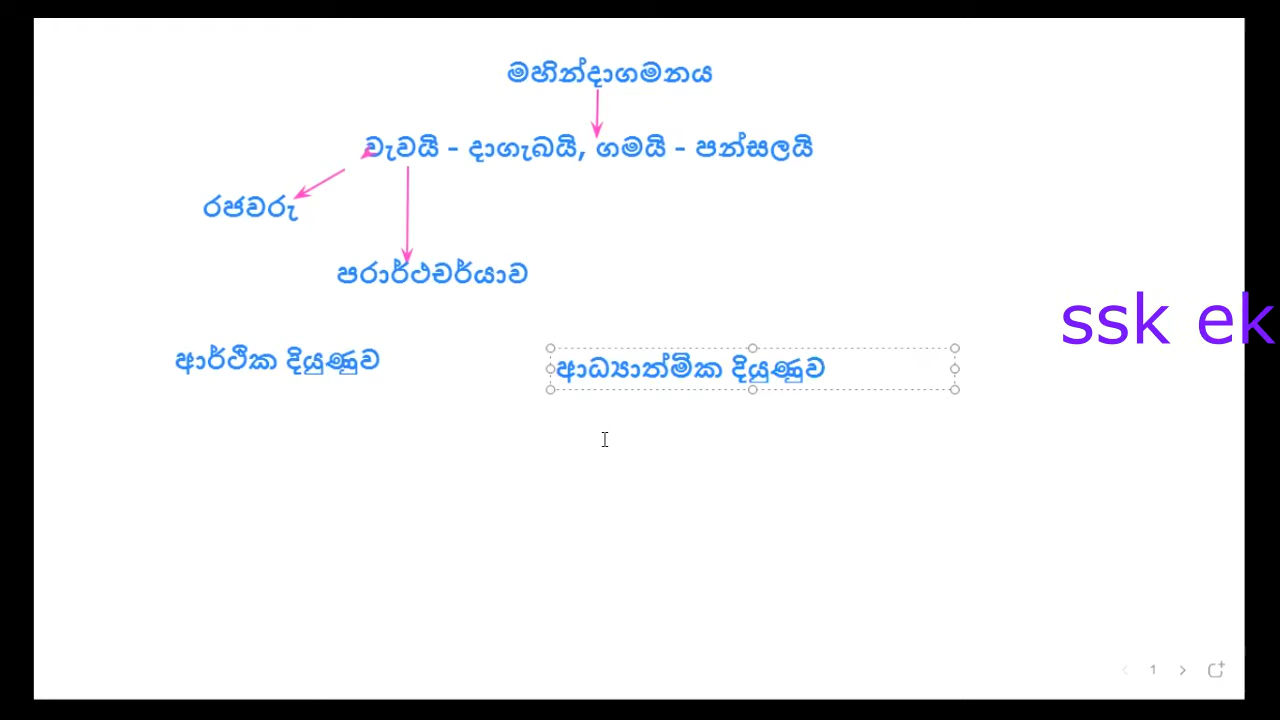 මහින්දාගමනය
වැවයි - දාගැබයි, ගමයි - පන්සලයි
රජවරු
පරාර්ථචර්යාව
ssk ek
ආර්ථික දියුණුව
ආධ්‍යාත්මික දියුණුව
1